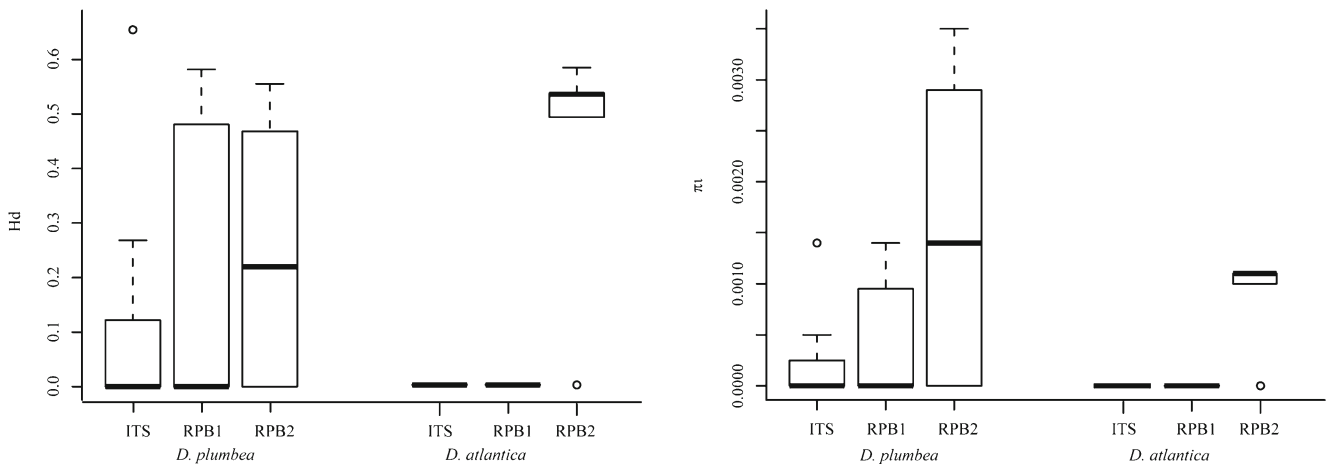 Hd
0.0 0.1 0.2 0.3 0.4 0.5 0.6
ITS RPB1 RPB2 ITS RPB1 RPB2
D. plumbea D. atlantica
πι
0.0000 0.0010 0.0020 0.0030
ITS RPB1 RPB2 ITS RPB1 RPB2
D. plumbea D. atlantica